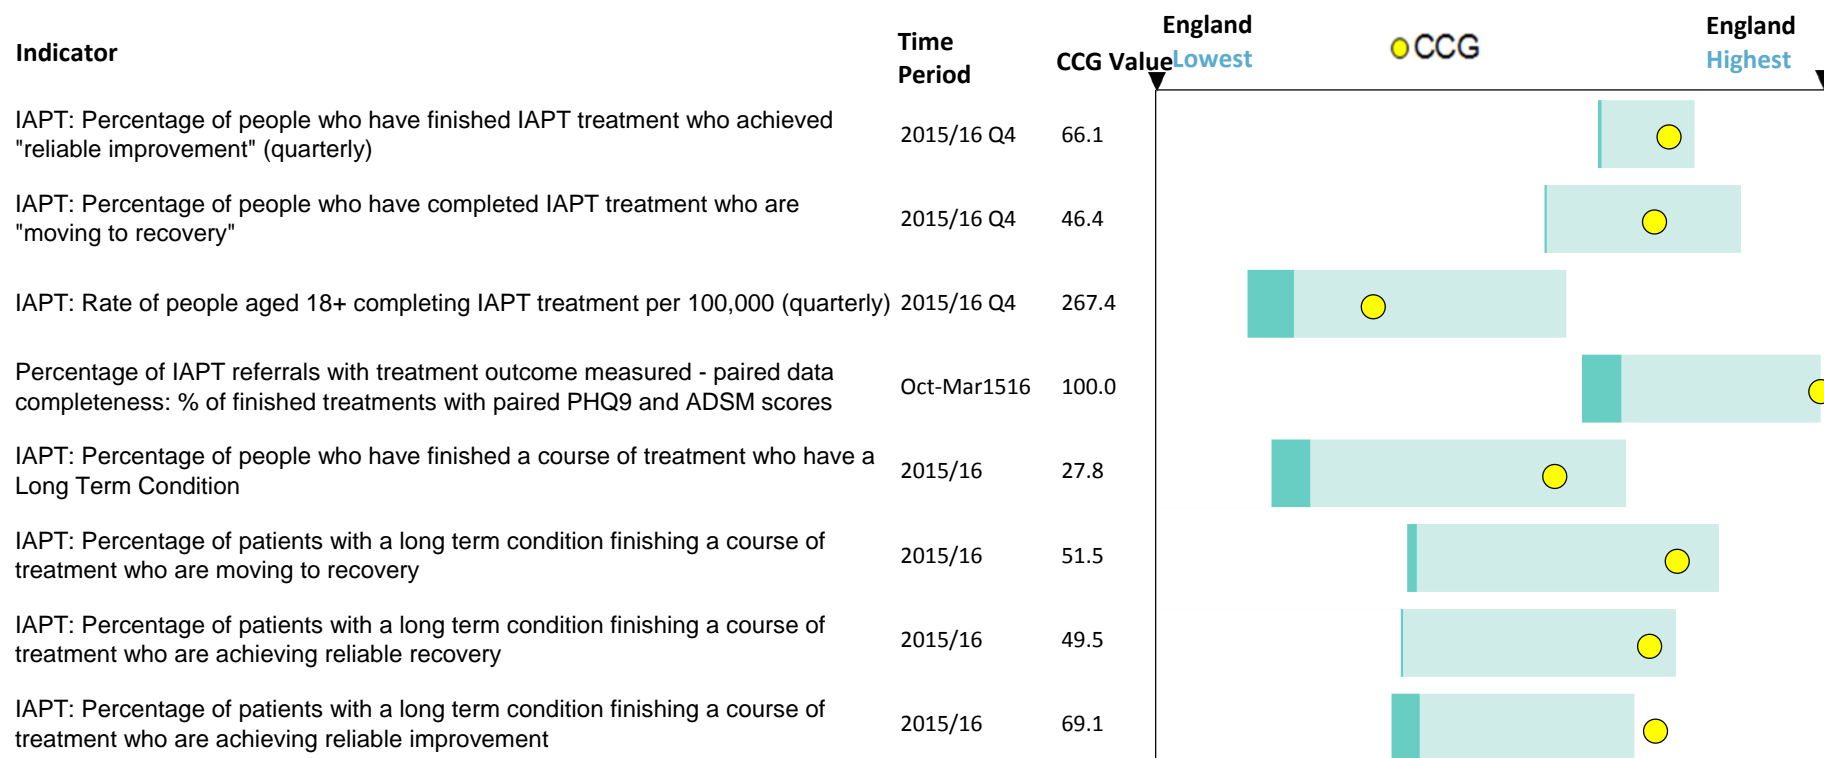 Indicator
Time
Period
CCG Value
England
Lowest
CCG
England
Highest
IAPT: Percentage of people who have finished IAPT treatment who achieved
"reliable improvement" (quarterly)
2015/16 Q4
66.1
IAPT: Percentage of people who have completed IAPT treatment who are
"moving to recovery"
2015/16 Q4
46.4
IAPT: Rate of people aged 18+ completing IAPT treatment per 100,000 (quarterly)
2015/16 Q4
267.4
Percentage of IAPT referrals with treatment outcome measured - paired data
completeness: % of finished treatments with paired PHQ9 and ADSM scores
Oct-Mar1516
100.0
IAPT: Percentage of people who have finished a course of treatment who have a
Long Term Condition
2015/16
27.8
IAPT: Percentage of patients with a long term condition finishing a course of
treatment who are moving to recovery
2015/16
51.5
IAPT: Percentage of patients with a long term condition finishing a course of
treatment who are achieving reliable recovery
2015/16
49.5
IAPT: Percentage of patients with a long term condition finishing a course of
treatment who are achieving reliable improvement
2015/16
69.1